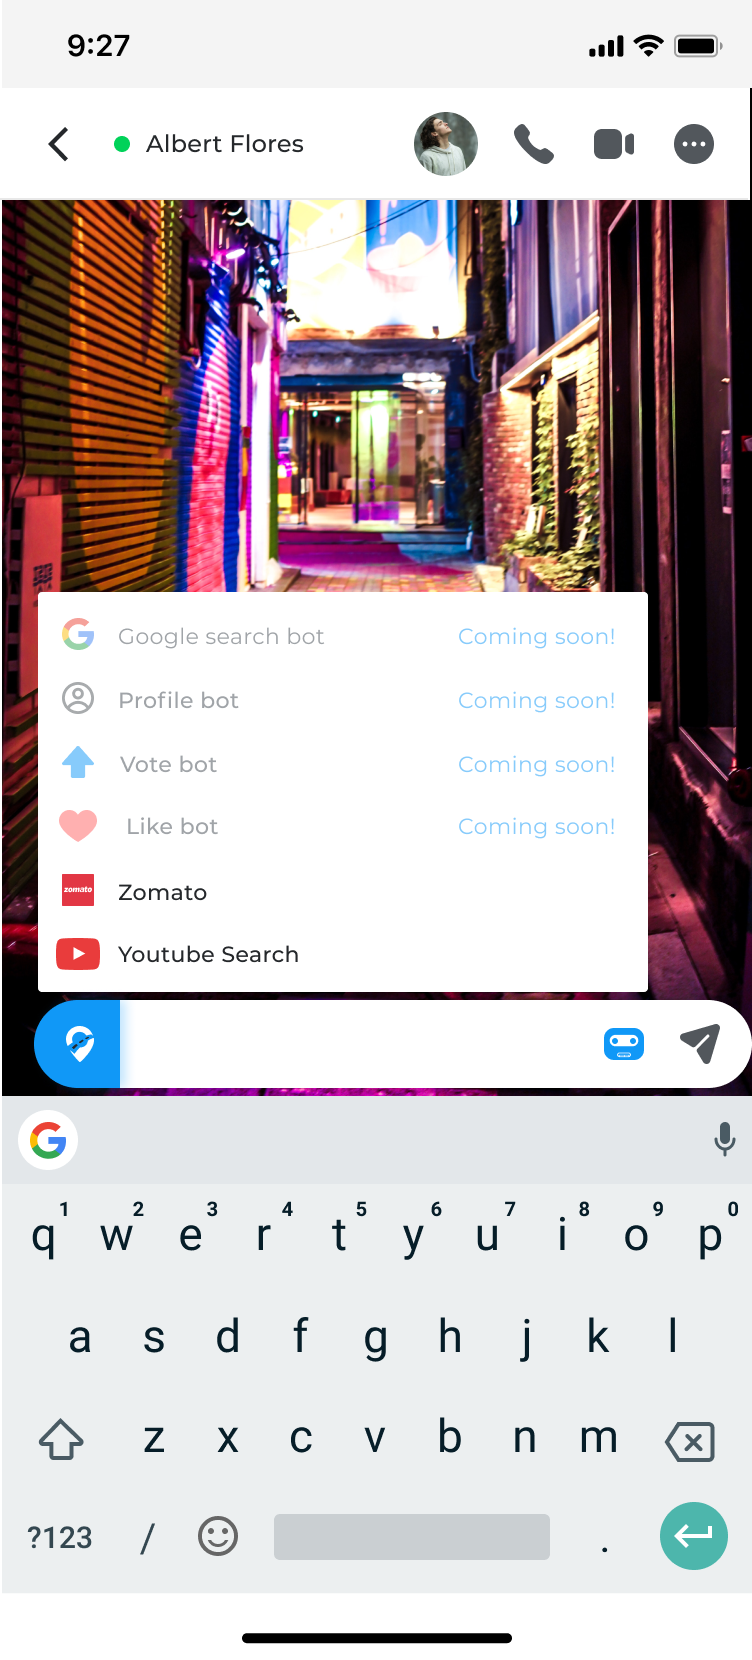 9:27
Albert Flores
Google search bot Coming soon!
Profile bot Coming soon!
Vote bot Coming soon!
Like bot Coming soon!
zomato Zomato
Youtube Search
1 2 3 4 5 6 7 8 9 0
q w e r t y u i o p
a s d f g h j k l
z x c v b n m
?123 / .